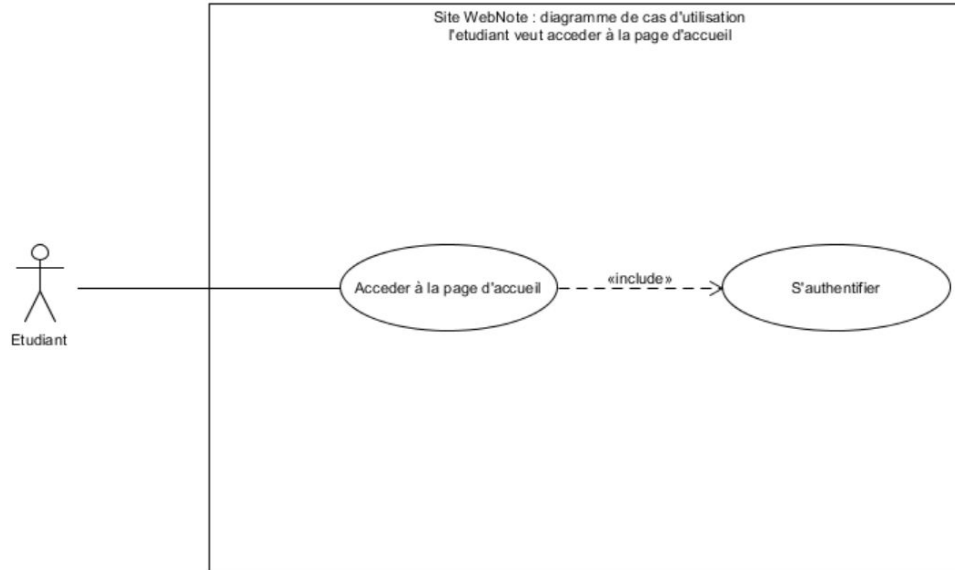 Site WebNote : diagramme de cas d'utilisation
l'etudiant veut acceder à la page d'accueil
Acceder à la page d'accueil
«include»
S'authentifier
Etudiant